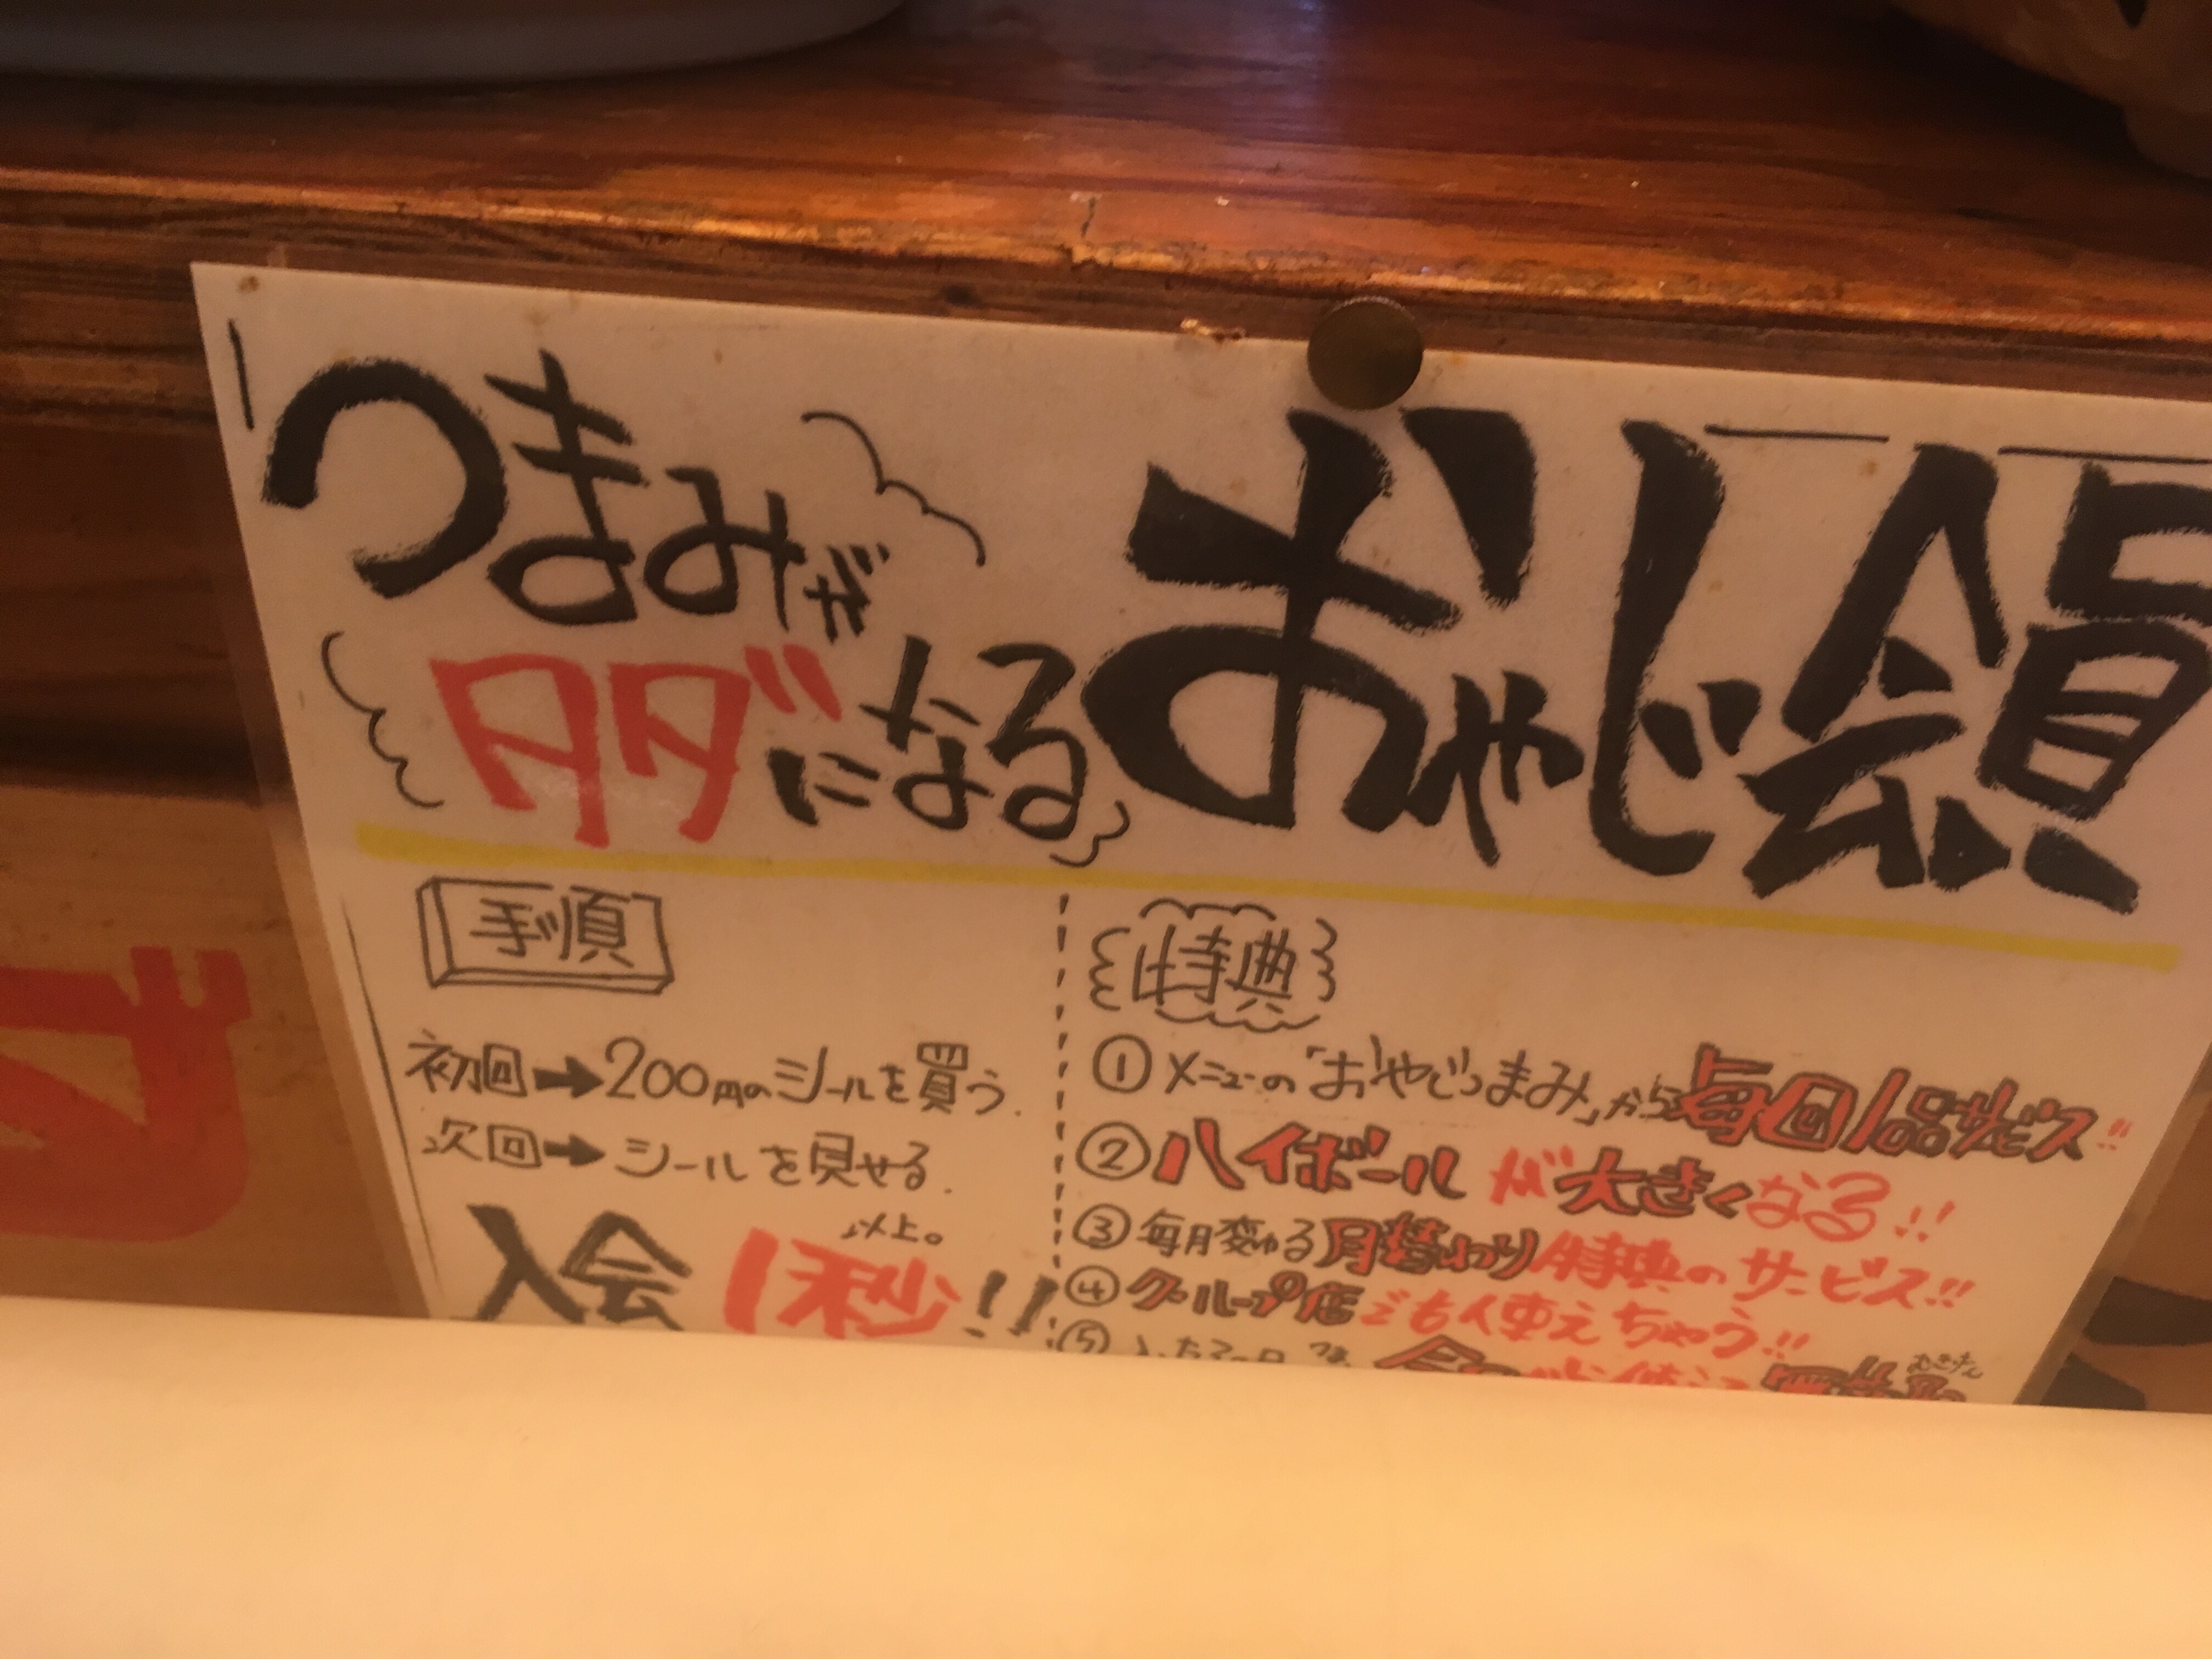 つまみが
タダになる
おやじ会員
手順
初回→200円のシールを買う.
次回→シールを見せる.
以上。
入会 1秒!!
特典
①メニューの「おやじつまみ」から毎回1品サービス!!
②ハイボールが大きくなる!!
③毎月変わる月替わり特典のサービス!!
④グループ店でも使えちゃう!!
⑤